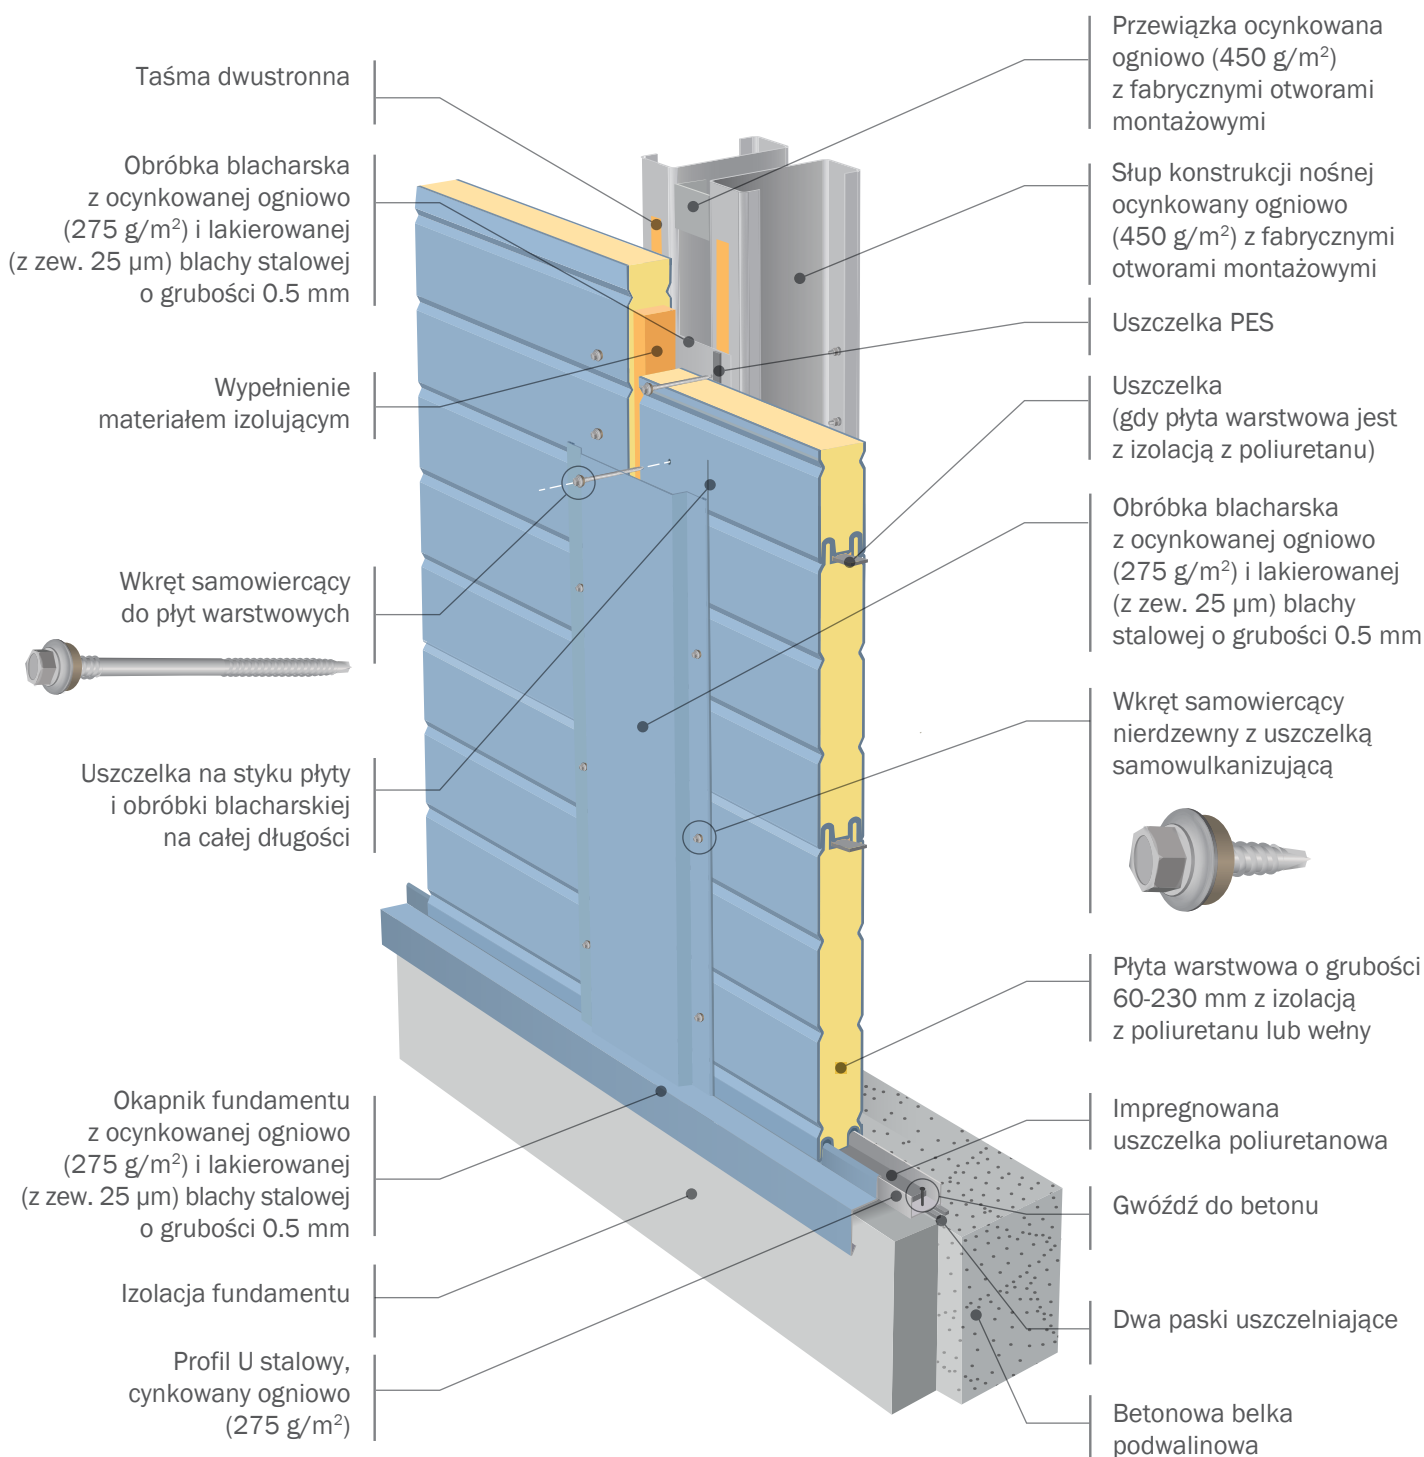 Taśma dwustronna
Obróbka blacharska
z ocynkowanej ogniowo
(275 g/m²) i lakierowanej
(z zew. 25 µm) blachy stalowej
o grubości 0.5 mm
Wypełnienie
materiałem izolującym
Wkręt samowiercący
do płyt warstwowych
Uszczelka na styku płyty
i obróbki blacharskiej
na całej długości
Okapnik fundamentu
z ocynkowanej ogniowo
(275 g/m²) i lakierowanej
(z zew. 25 µm) blachy stalowej
o grubości 0.5 mm
Izolacja fundamentu
Profil U stalowy,
cynkowany ogniowo
(275 g/m²)
Przewiązka ocynkowana
ogniowo (450 g/m²)
z fabrycznymi otworami
montażowymi
Słup konstrukcji nośnej
ocynkowany ogniowo
(450 g/m²) z fabrycznymi
otworami montażowymi
Uszczelka PES
Uszczelka
(gdy płyta warstwowa jest
z izolacją z poliuretanu)
Obróbka blacharska
z ocynkowanej ogniowo
(275 g/m²) i lakierowanej
(z zew. 25 µm) blachy
stalowej o grubości 0.5 mm
Wkręt samowiercący
nierdzewny z uszczelką
samowulkanizującą
Płyta warstwowa o grubości
60-230 mm z izolacją
z poliuretanu lub wełny
Impregnowana
uszczelka poliuretanowa
Gwóźdź do betonu
Dwa paski uszczelniające
Betonowa belka
podwalinowa